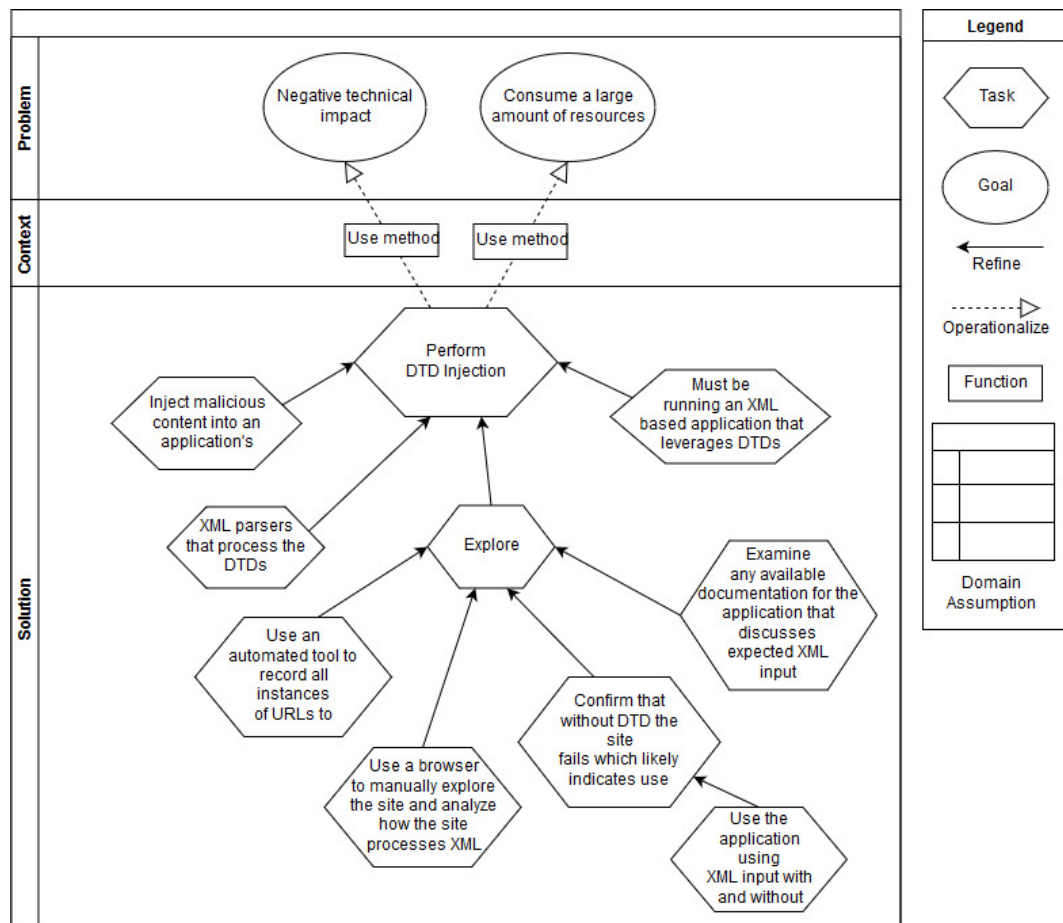 Problem
Negative technical
impact
Consume a large
amount of resources
Context
Use method
Use method
Solution
Perform
DTD Injection
Inject malicious
content into an
application's
Must be
running an XML
based application that
leverages DTDs
XML parsers
that process the
DTDs
Explore
Examine
any available
documentation for the
application that
discusses
expected XML
input
Use an
automated tool to
record all
instances
of URLs to
Confirm that
without DTD the
site
fails which likely
indicates use
Use a browser
to manually explore
the site and analyze
how the site
processes XML
Use the
application
using
XML input with
and without
Legend
Task
Goal
Refine
Operationalize
Function
Domain
Assumption